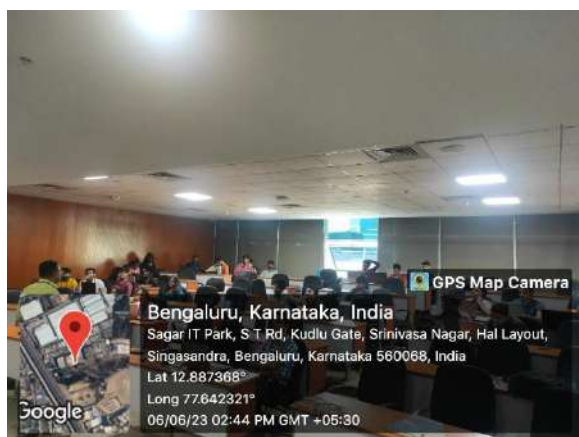 GPS Map Camera
Bengaluru, Karnataka, India
Sagar IT Park, S T Rd, Kudlu Gate, Srinivasa Nagar, Hal Layout,
Singasandra, Bengaluru, Karnataka 560068, India
Lat 12.887368°
Long 77.642321°
06/06/23 02:44 PM GMT +05:30
Google